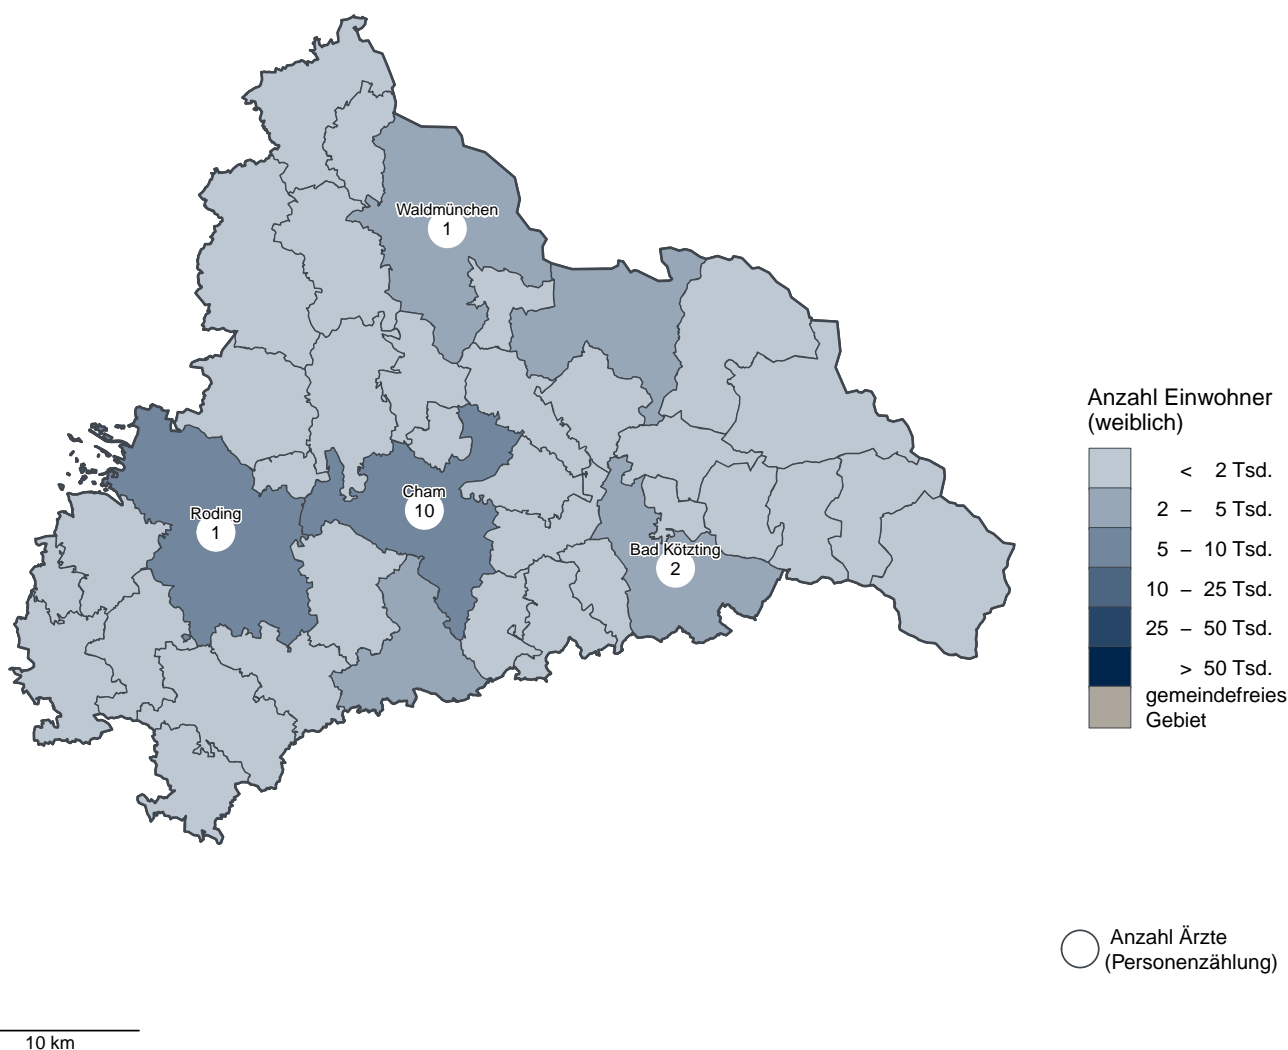 Waldmünchen
1
Cham
10
Roding
1
Bad Kötzting
2
Anzahl Einwohner
(weiblich)
< 2 Tsd.
2 – 5 Tsd.
5 – 10 Tsd.
10 – 25 Tsd.
25 – 50 Tsd.
> 50 Tsd.
gemeindefreies
Gebiet
Anzahl Ärzte
(Personenzählung)
10 km